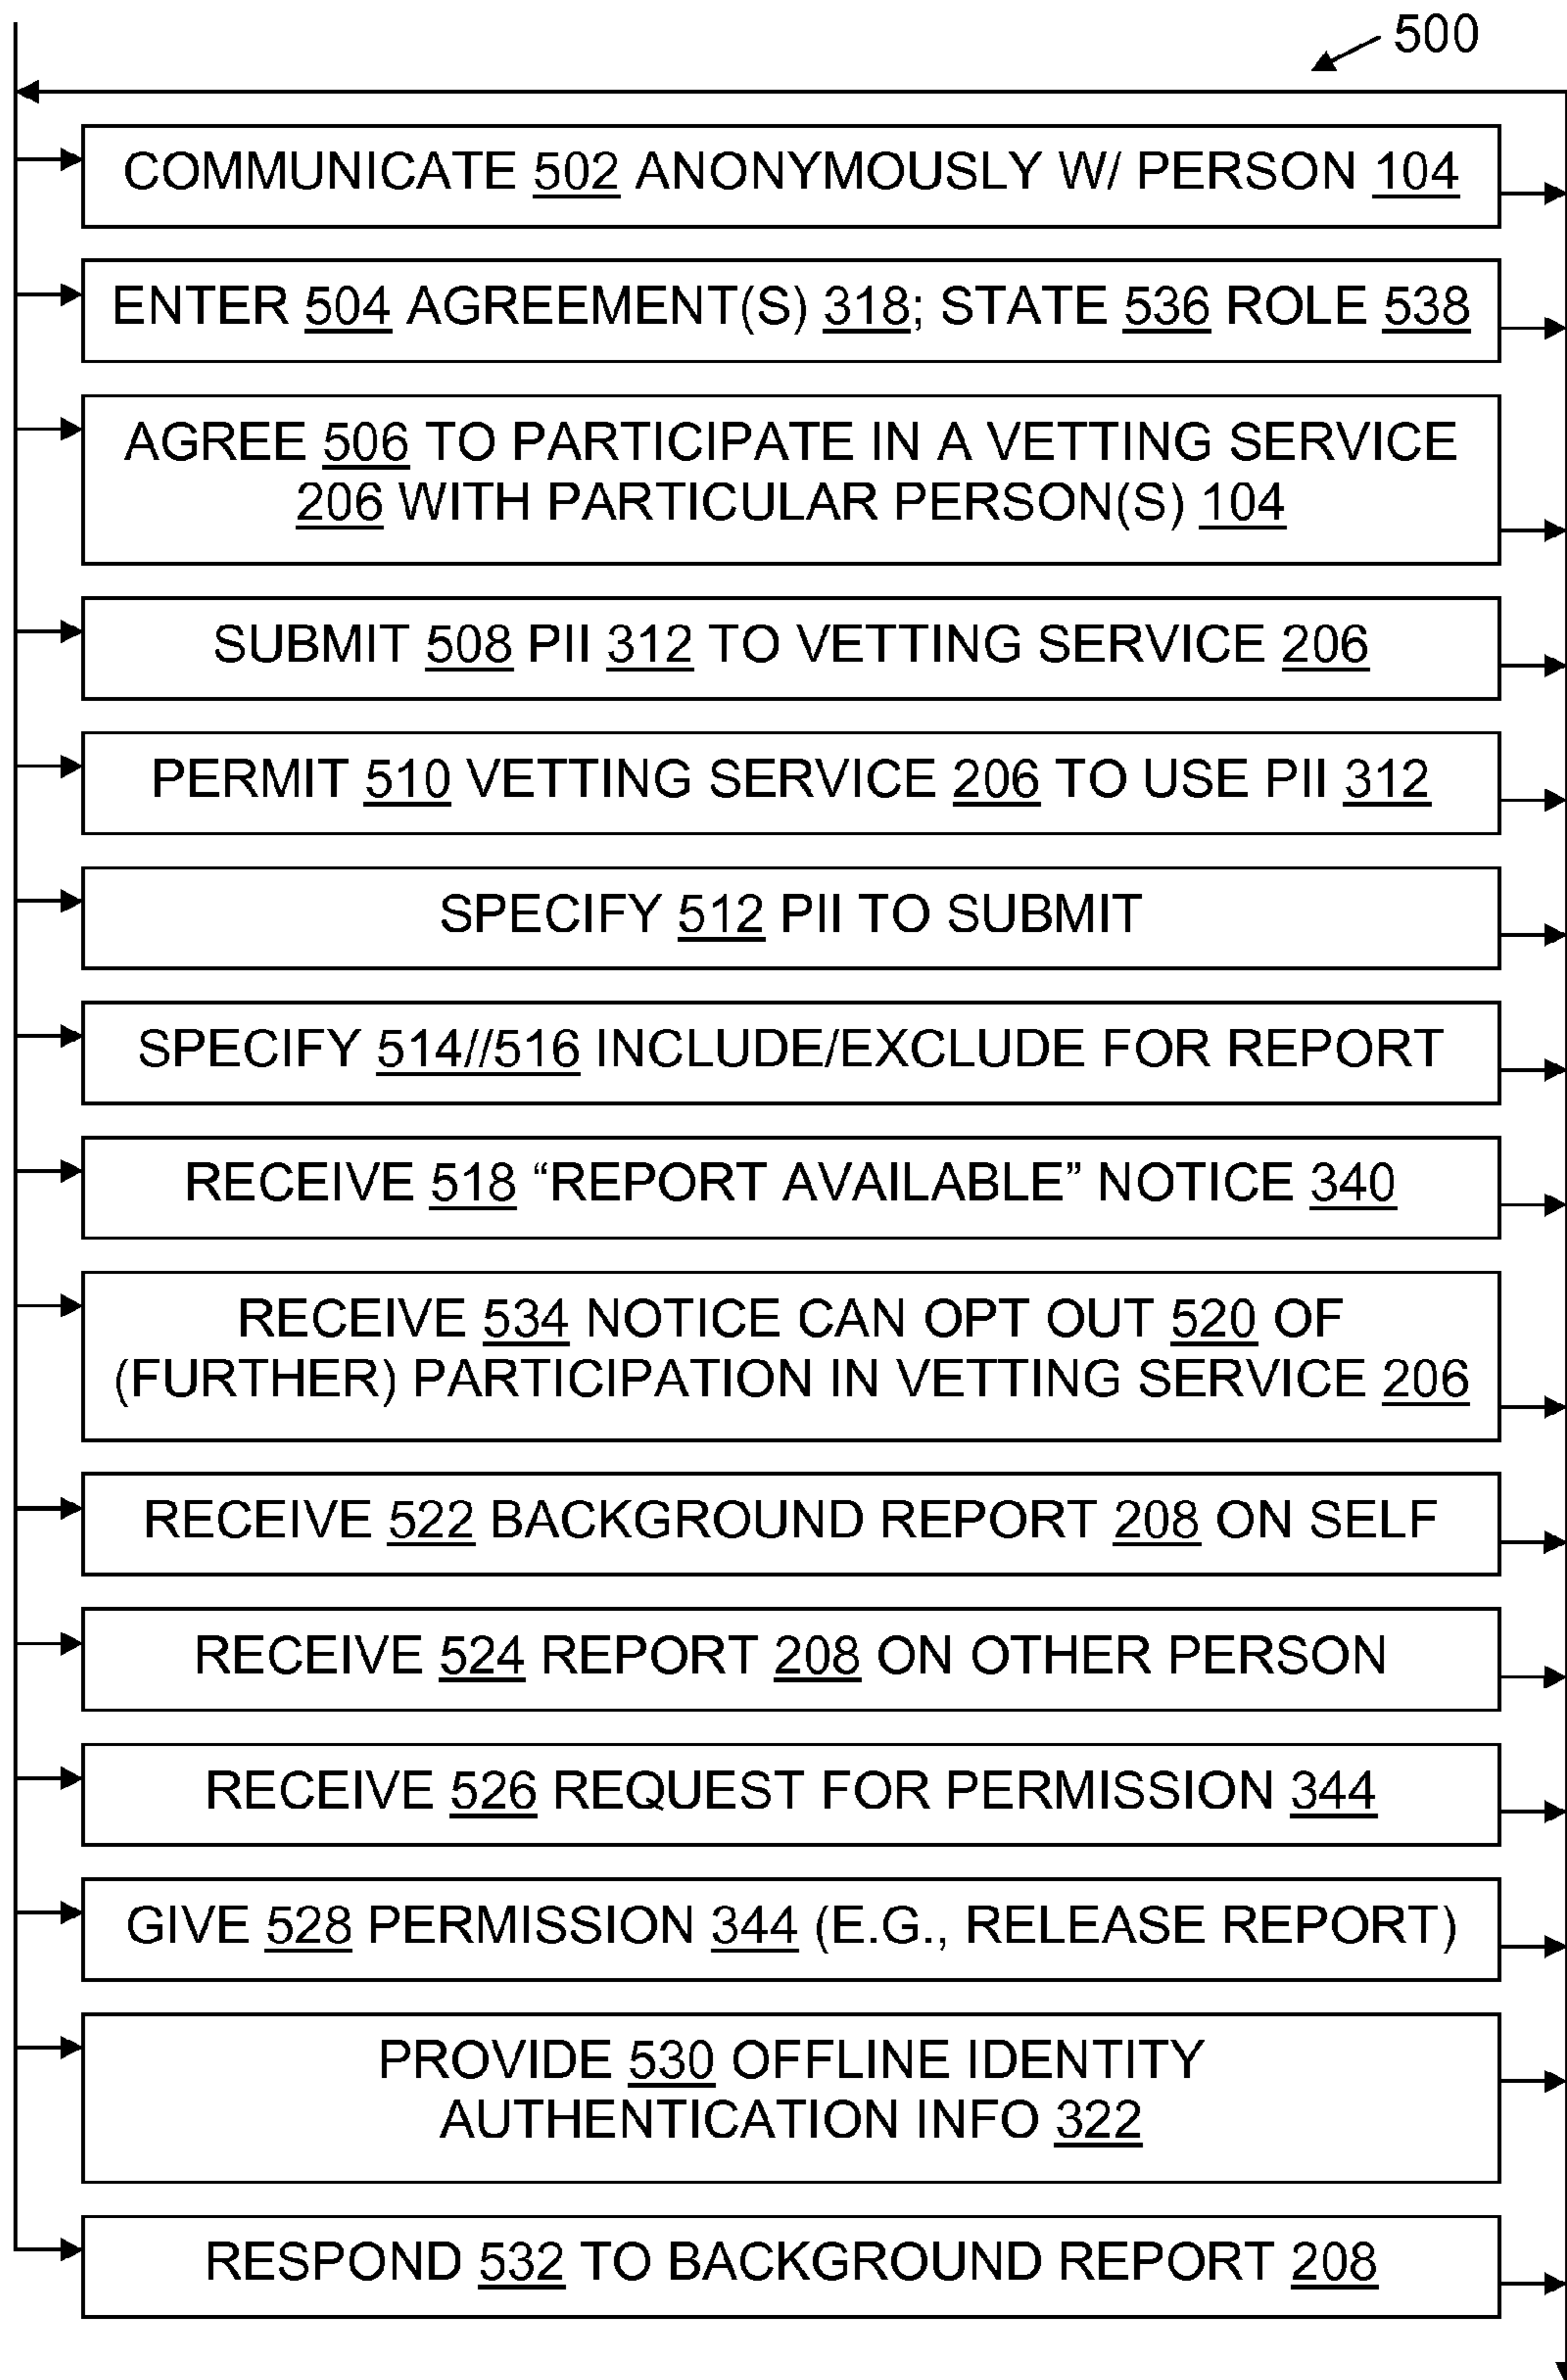 500
COMMUNICATE 502 ANONYMOUSLY W/ PERSON 104
ENTER 504 AGREEMENT(S) 318; STATE 536 ROLE 538
AGREE 506 TO PARTICIPATE IN A VETTING SERVICE
206 WITH PARTICULAR PERSON(S) 104
SUBMIT 508 PII 312 TO VETTING SERVICE 206
PERMIT 510 VETTING SERVICE 206 TO USE PII 312
SPECIFY 512 PII TO SUBMIT
SPECIFY 514//516 INCLUDE/EXCLUDE FOR REPORT
RECEIVE 518 “REPORT AVAILABLE” NOTICE 340
RECEIVE 534 NOTICE CAN OPT OUT 520 OF
(FURTHER) PARTICIPATION IN VETTING SERVICE 206
RECEIVE 522 BACKGROUND REPORT 208 ON SELF
RECEIVE 524 REPORT 208 ON OTHER PERSON
RECEIVE 526 REQUEST FOR PERMISSION 344
GIVE 528 PERMISSION 344 (E.G., RELEASE REPORT)
PROVIDE 530 OFFLINE IDENTITY
AUTHENTICATION INFO 322
RESPOND 532 TO BACKGROUND REPORT 208